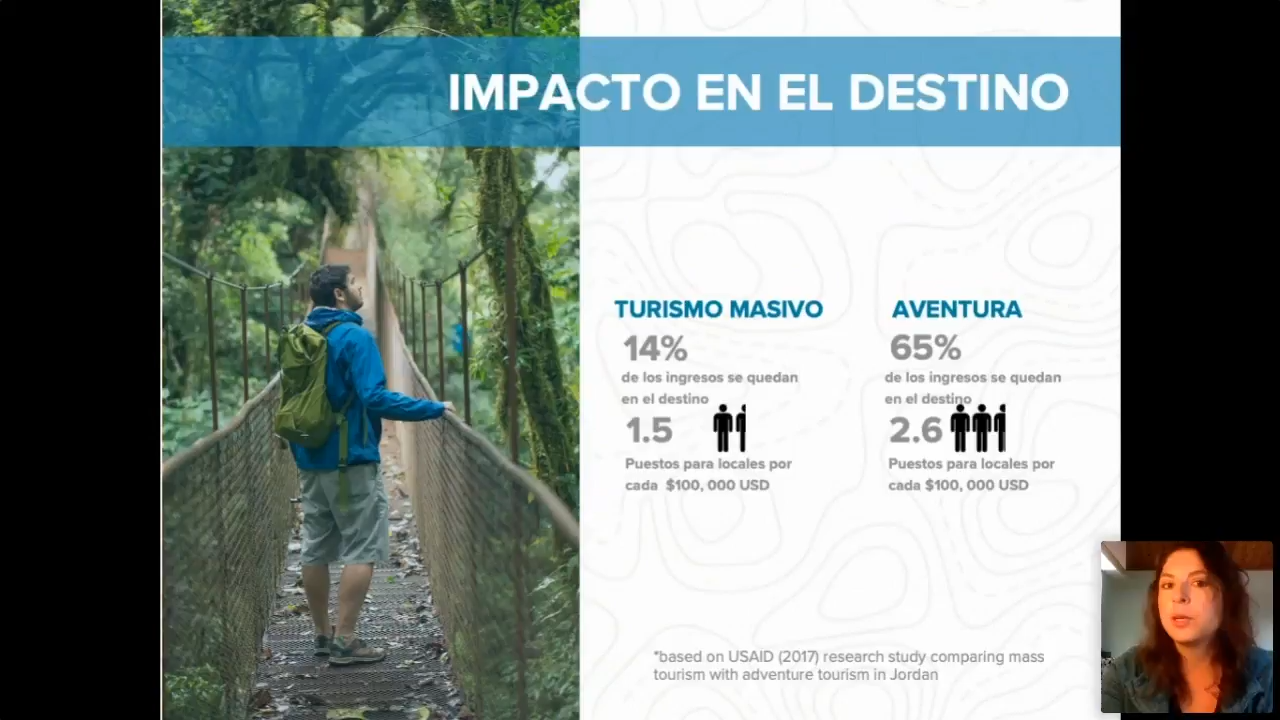 IMPACTO EN EL DESTINO
TURISMO MASIVO
14%
de los ingresos se quedan
en el destino
1.5
Puestos para locales por
cada $100, 000 USD
AVENTURA
65%
de los ingresos se quedan
en el destino
2.6
Puestos para locales por
cada $100, 000 USD
*based on USAID (2017) research study comparing mass
tourism with adventure tourism in Jordan